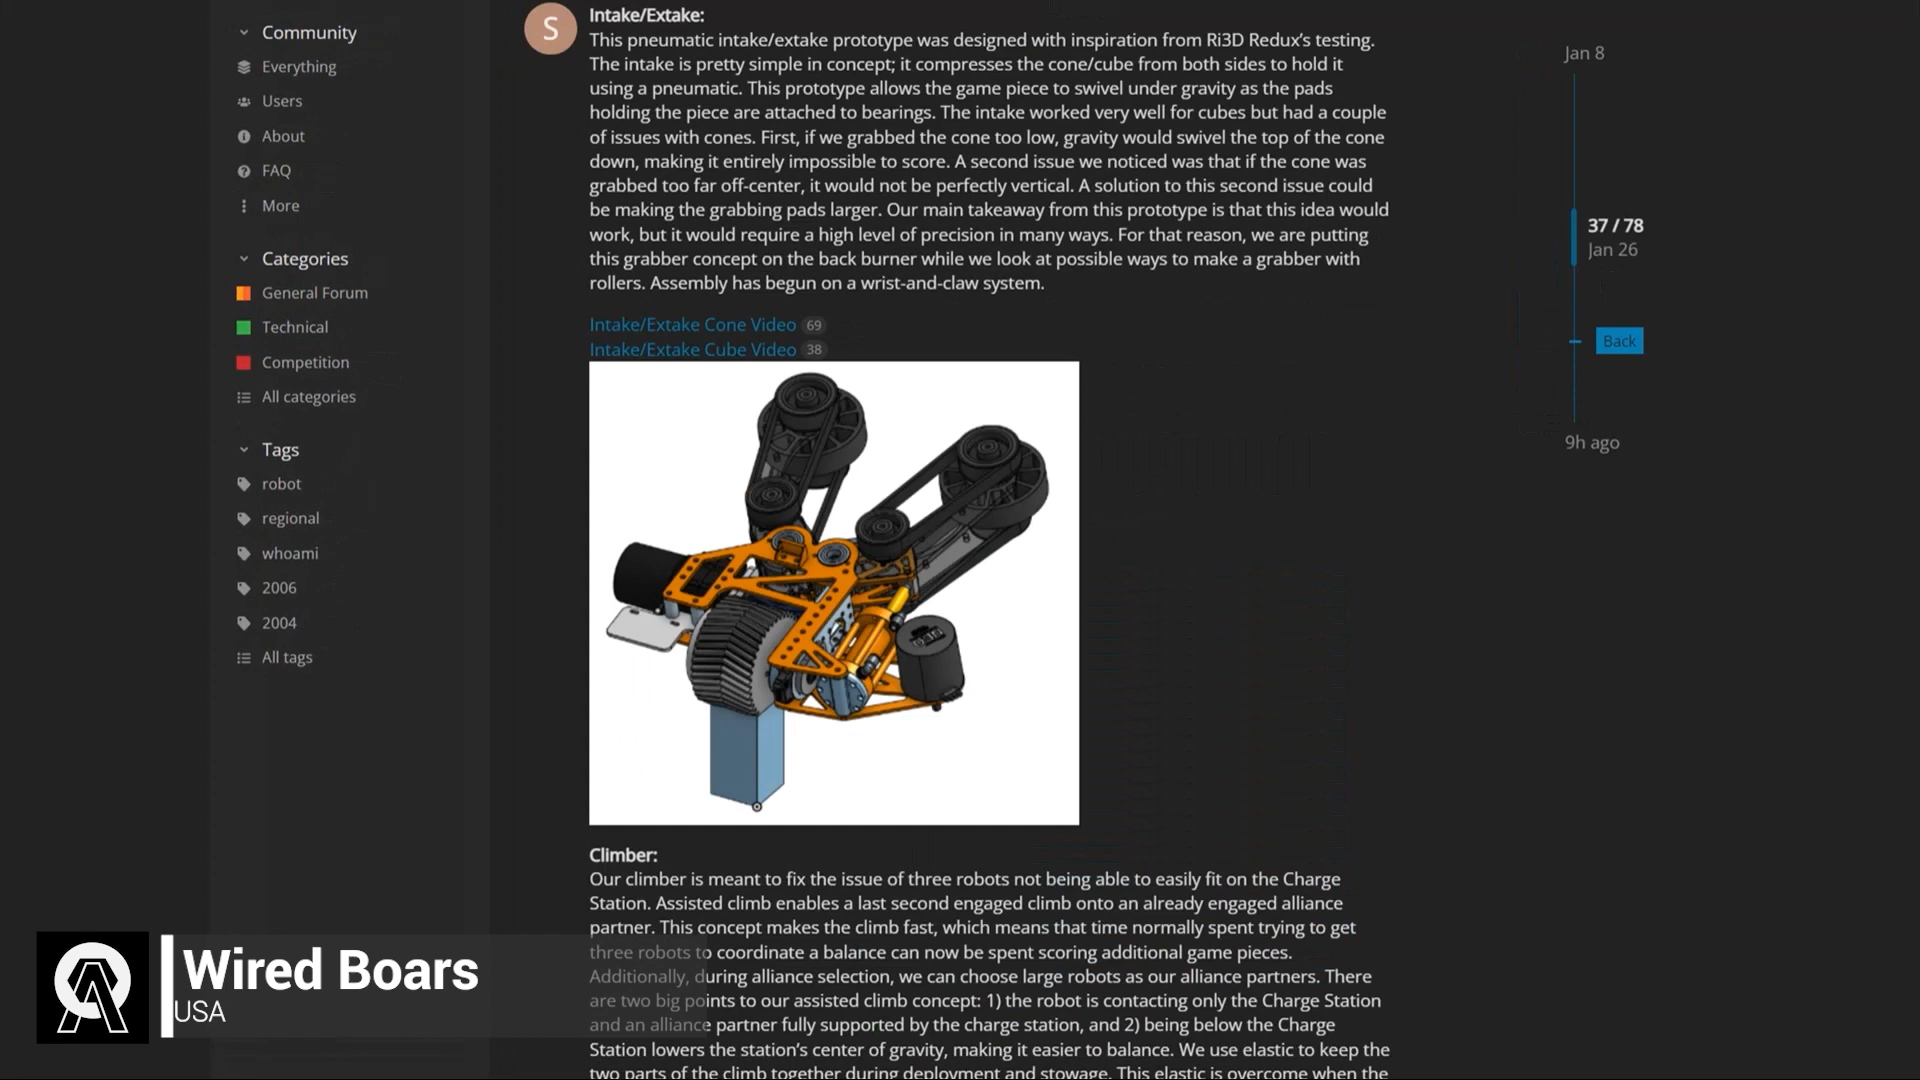 Community
Everything
Users
About
FAQ
More
Categories
General Forum
Technical
Competition
All categories
Tags
robot
regional
whoami
2006
2004
All tags
S
Intake/Extake:
This pneumatic intake/extake prototype was designed with inspiration from Ri3D Redux's testing.
The intake is pretty simple in concept; it compresses the cone/cube from both sides to hold it
using a pneumatic. This prototype allows the game piece to swivel under gravity as the pads
holding the piece are attached to bearings. The intake worked very well for cubes but had a couple
of issues with cones. First, if we grabbed the cone too low, gravity would swivel the top of the cone
down, making it entirely impossible to score. A second issue we noticed was that if the cone was
grabbed too far off-center, it would not be perfectly vertical. A solution to this second issue could
be making the grabbing pads larger. Our main takeaway from this prototype is that this idea would
work, but it would require a high level of precision in many ways. For that reason, we are putting
this grabber concept on the back burner while we look at possible ways to make a grabber with
rollers. Assembly has begun on a wrist-and-claw system.
Intake/Extake Cone Video 69
Intake/Extake Cube Video 38
Climber:
Our climber is meant to fix the issue of three robots not being able to easily fit on the Charge
Station. Assisted climb enables a last second engaged climb onto an already engaged alliance
partner. This concept makes the climb fast, which means that time normally spent trying to get
three robots to coordinate a balance can now be spent scoring additional game pieces.
Additionally, during alliance selection, we can choose large robots as our alliance partners. There
are two big points to our assisted climb concept: 1) the robot is contacting only the Charge Station
and an alliance partner fully supported by the charge station, and 2) being below the Charge
Station lowers the station's center of gravity, making it easier to balance. We use elastic to keep the
two parts of the climb together during deployment and stowage. This elastic is overcome when the
Jan 8
37 / 78
Jan 26
Back
9h ago
Wired Boars
USA